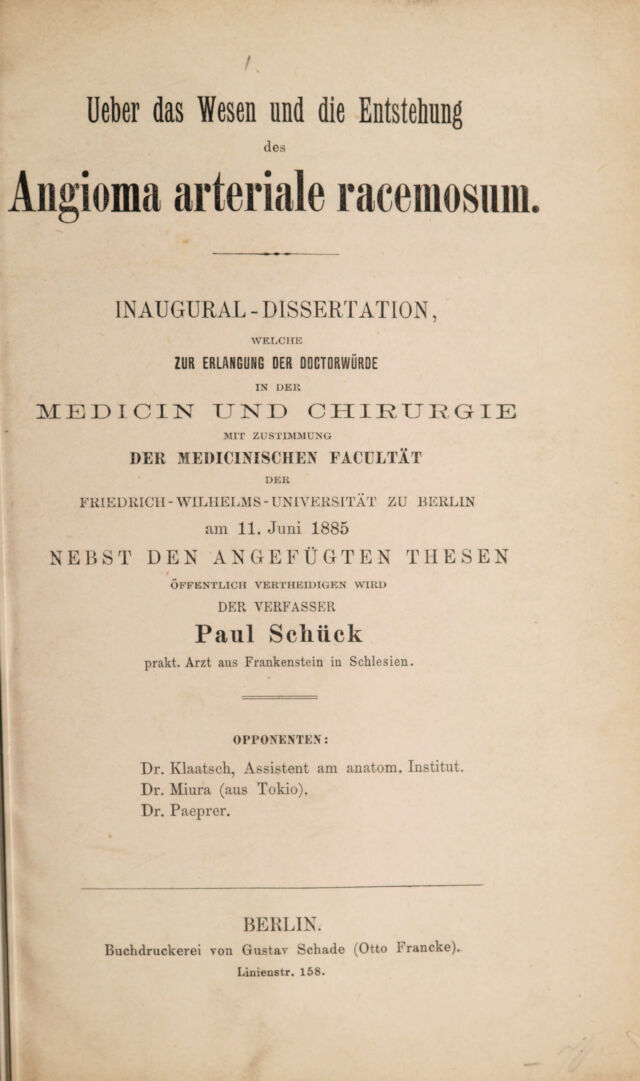 Ueber das Wesen und die Entstehung
des
Angioma arteriale racemosum.
INAUGURAL-DISSERTATION,
WELCHE
ZUR ERLANGUNG DER DOCTORWÜRDE
IN DER
MEDICIN UND CHIRURGIE
MIT ZUSTIMMUNG
DER MEDICINISCHEN FACULTÄT
DER
FRIEDRICH-WILHELMS-UNIVERSITÄT ZU BERLIN
am 11. Juni 1885
NEBST DEN ANGEFÜGTEN THESEN
ÖFFENTLICH VERTHEIDIGEN WIRD
DER VERFASSER
Paul Schück
prakt. Arzt aus Frankenstein in Schlesien.
OPPONENTEN:
Dr. Klaatsch, Assistent am anatom. Institut.
Dr. Miura (aus Tokio).
Dr. Paeprer.
BERLIN.
Buchdruckerei von Gustav Schade (Otto Francke).
Linienstr. 158.